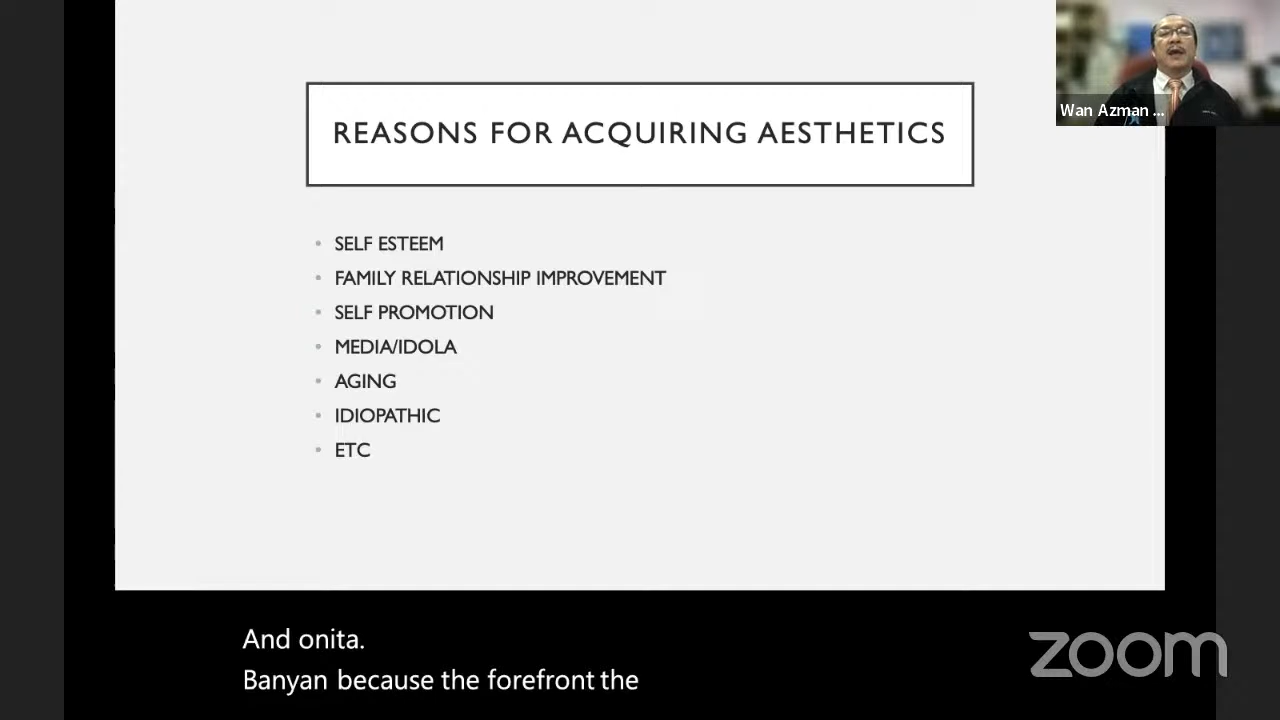 REASONS FOR ACQUIRING AESTHETICS
• SELF ESTEEM
• FAMILY RELATIONSHIP IMPROVEMENT
• SELF PROMOTION
• MEDIA/IDOLA
• AGING
• IDIOPATHIC
• ETC
Wan Azman ...
And onita.
Banyan because the forefront the
zoom